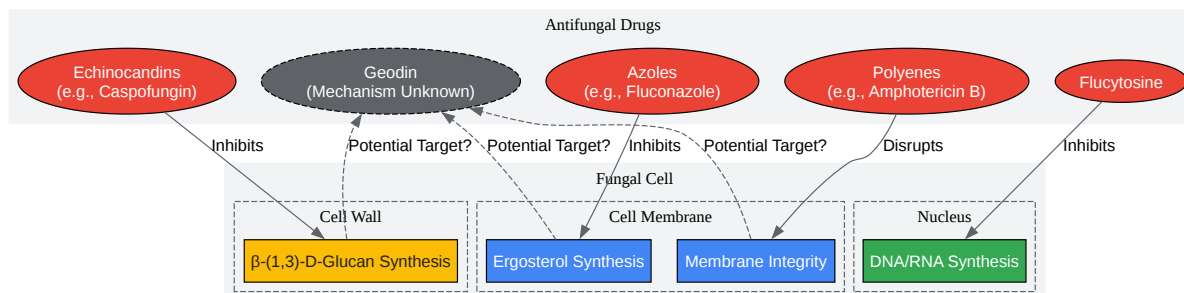 Antifungal Drugs
Echinocandins
(e.g., Caspofungin)
Geodin
(Mechanism Unknown)
Azoles
(e.g., Fluconazole)
Polyenes
(e.g., Amphotericin B)
Flucytosine
Inhibits
Potential Target?
Potential Target?
Inhibits
Potential Target?
Disrupts
Inhibits
Fungal Cell
Cell Wall
Cell Membrane
Nucleus
β-(1,3)-D-Glucan Synthesis
Ergosterol Synthesis
Membrane Integrity
DNA/RNA Synthesis